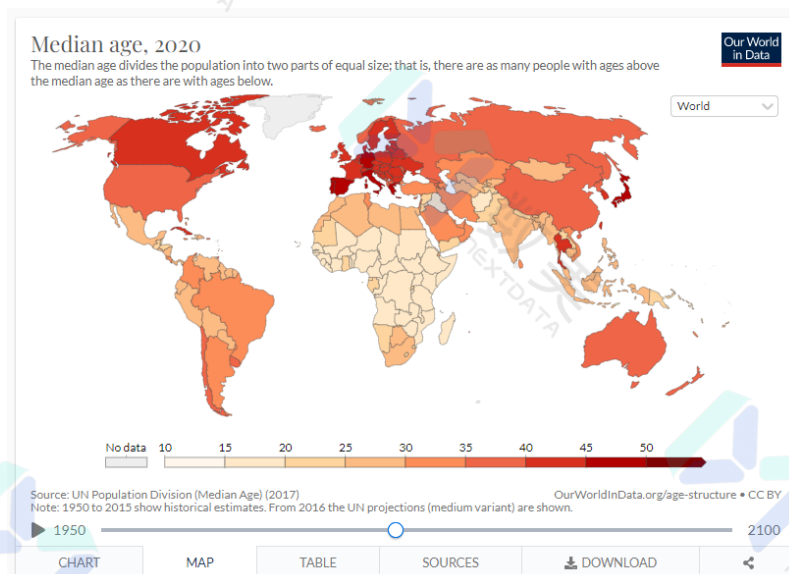 Median age, 2020
Our World
in Data
The median age divides the population into two parts of equal size; that is, there are as many people with ages above
the median age as there are with ages below.
World
No data 10 15 20 25 30 35 40 45 50
Source: UN Population Division (Median Age) (2017)
OurWorldInData.org/age-structure • CC BY
Note: 1950 to 2015 show historical estimates. From 2016 the UN projections (medium variant) are shown.
1950 2100
CHART MAP TABLE SOURCES DOWNLOAD
NEXTDATA